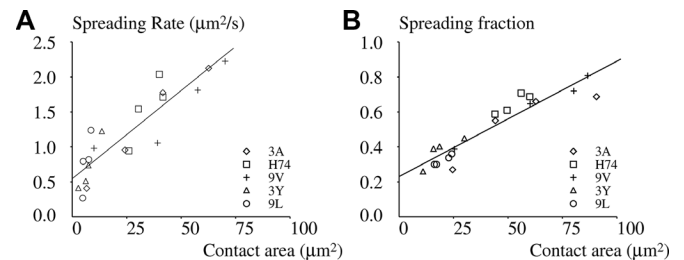 A
Spreading Rate (μm²/s)
2.5
2.0
1.5
1.0
0.5
0.0
0
25
50
75
100
3A
H74
9V
3Y
9L
Contact area (μm²)
B
Spreading fraction
1.0
0.8
0.6
0.4
0.2
0.0
0
25
50
75
100
3A
H74
9V
3Y
9L
Contact area (μm²)